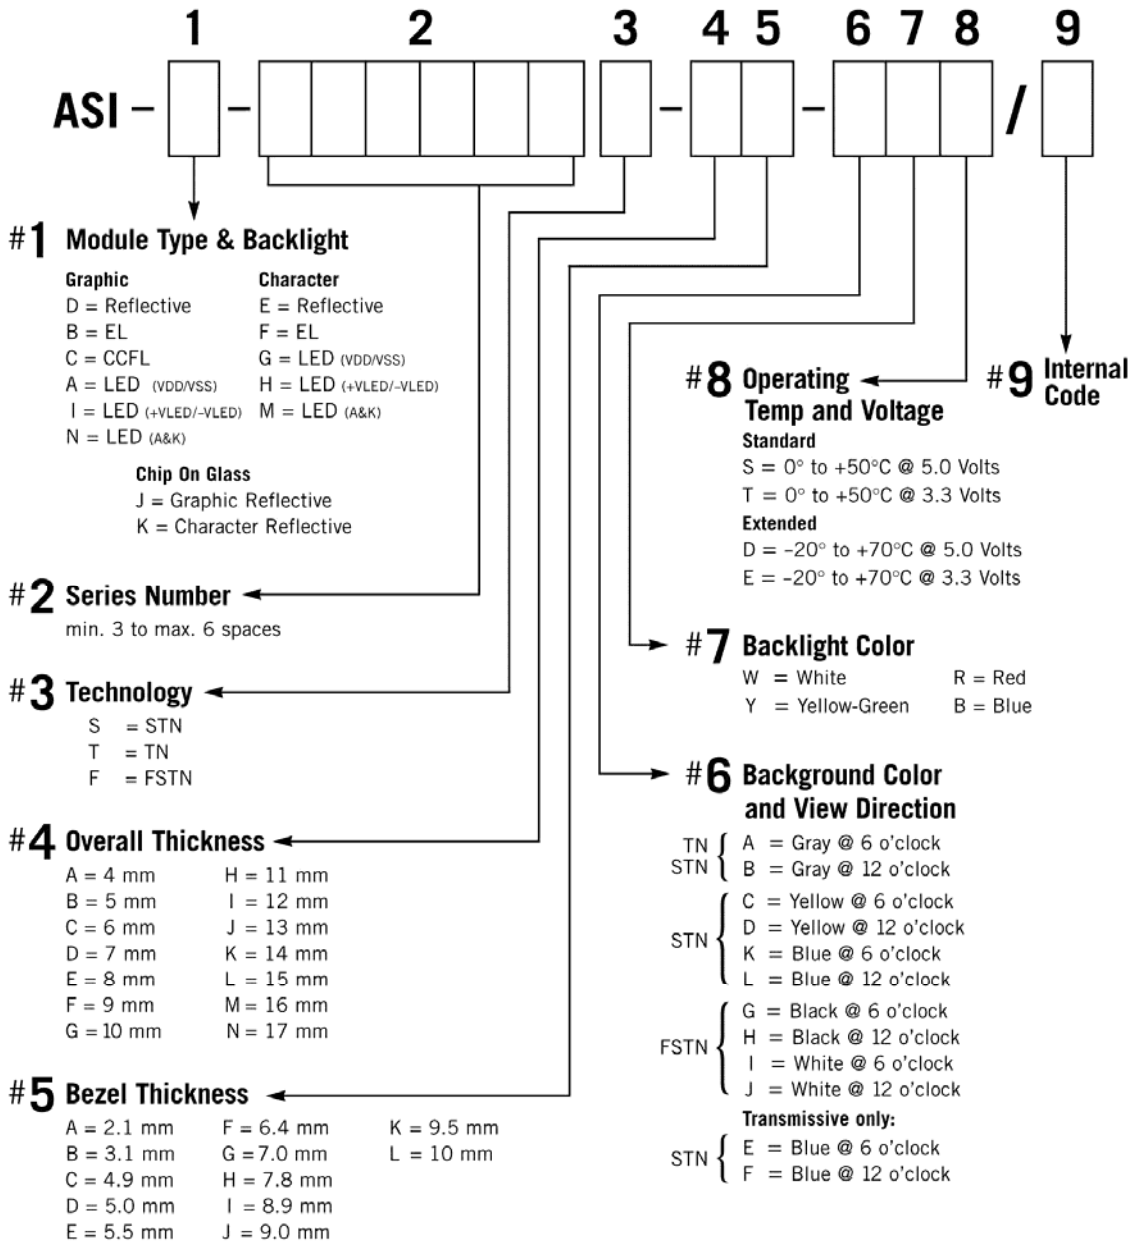 1 2 3 4 5 6 7 8 9
ASI – – – – /
#1 Module Type & Backlight
Graphic
D = Reflective
B = EL
C = CCFL
A = LED (VDD/VSS)
I = LED (+VLED/–VLED)
N = LED (A&K)
Character
E = Reflective
F = EL
G = LED (VDD/VSS)
H = LED (+VLED/–VLED)
M = LED (A&K)
Chip On Glass
J = Graphic Reflective
K = Character Reflective
#2 Series Number
min. 3 to max. 6 spaces
#3 Technology
S = STN
T = TN
F = FSTN
#4 Overall Thickness
A = 4 mm
B = 5 mm
C = 6 mm
D = 7 mm
E = 8 mm
F = 9 mm
G = 10 mm
H = 11 mm
I = 12 mm
J = 13 mm
K = 14 mm
L = 15 mm
M = 16 mm
N = 17 mm
#5 Bezel Thickness
A = 2.1 mm
B = 3.1 mm
C = 4.9 mm
D = 5.0 mm
E = 5.5 mm
F = 6.4 mm
G = 7.0 mm
H = 7.8 mm
I = 8.9 mm
J = 9.0 mm
K = 9.5 mm
L = 10 mm
#8 Operating
Temp and Voltage
Standard
S = 0° to +50°C @ 5.0 Volts
T = 0° to +50°C @ 3.3 Volts
Extended
D = –20° to +70°C @ 5.0 Volts
E = –20° to +70°C @ 3.3 Volts
#9 Internal
Code
#7 Backlight Color
W = White
Y = Yellow-Green
R = Red
B = Blue
#6 Background Color
and View Direction
TN
STN
A = Gray @ 6 o'clock
B = Gray @ 12 o'clock
STN
C = Yellow @ 6 o'clock
D = Yellow @ 12 o'clock
K = Blue @ 6 o'clock
L = Blue @ 12 o'clock
FSTN
G = Black @ 6 o'clock
H = Black @ 12 o'clock
I = White @ 6 o'clock
J = White @ 12 o'clock
Transmissive only:
STN
E = Blue @ 6 o'clock
F = Blue @ 12 o'clock